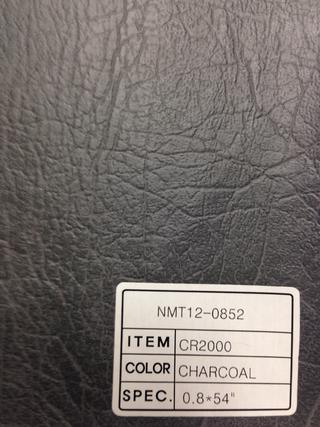 NMT12-0852
ITEM CR2000
COLOR CHARCOAL
SPEC. 0.8*54"